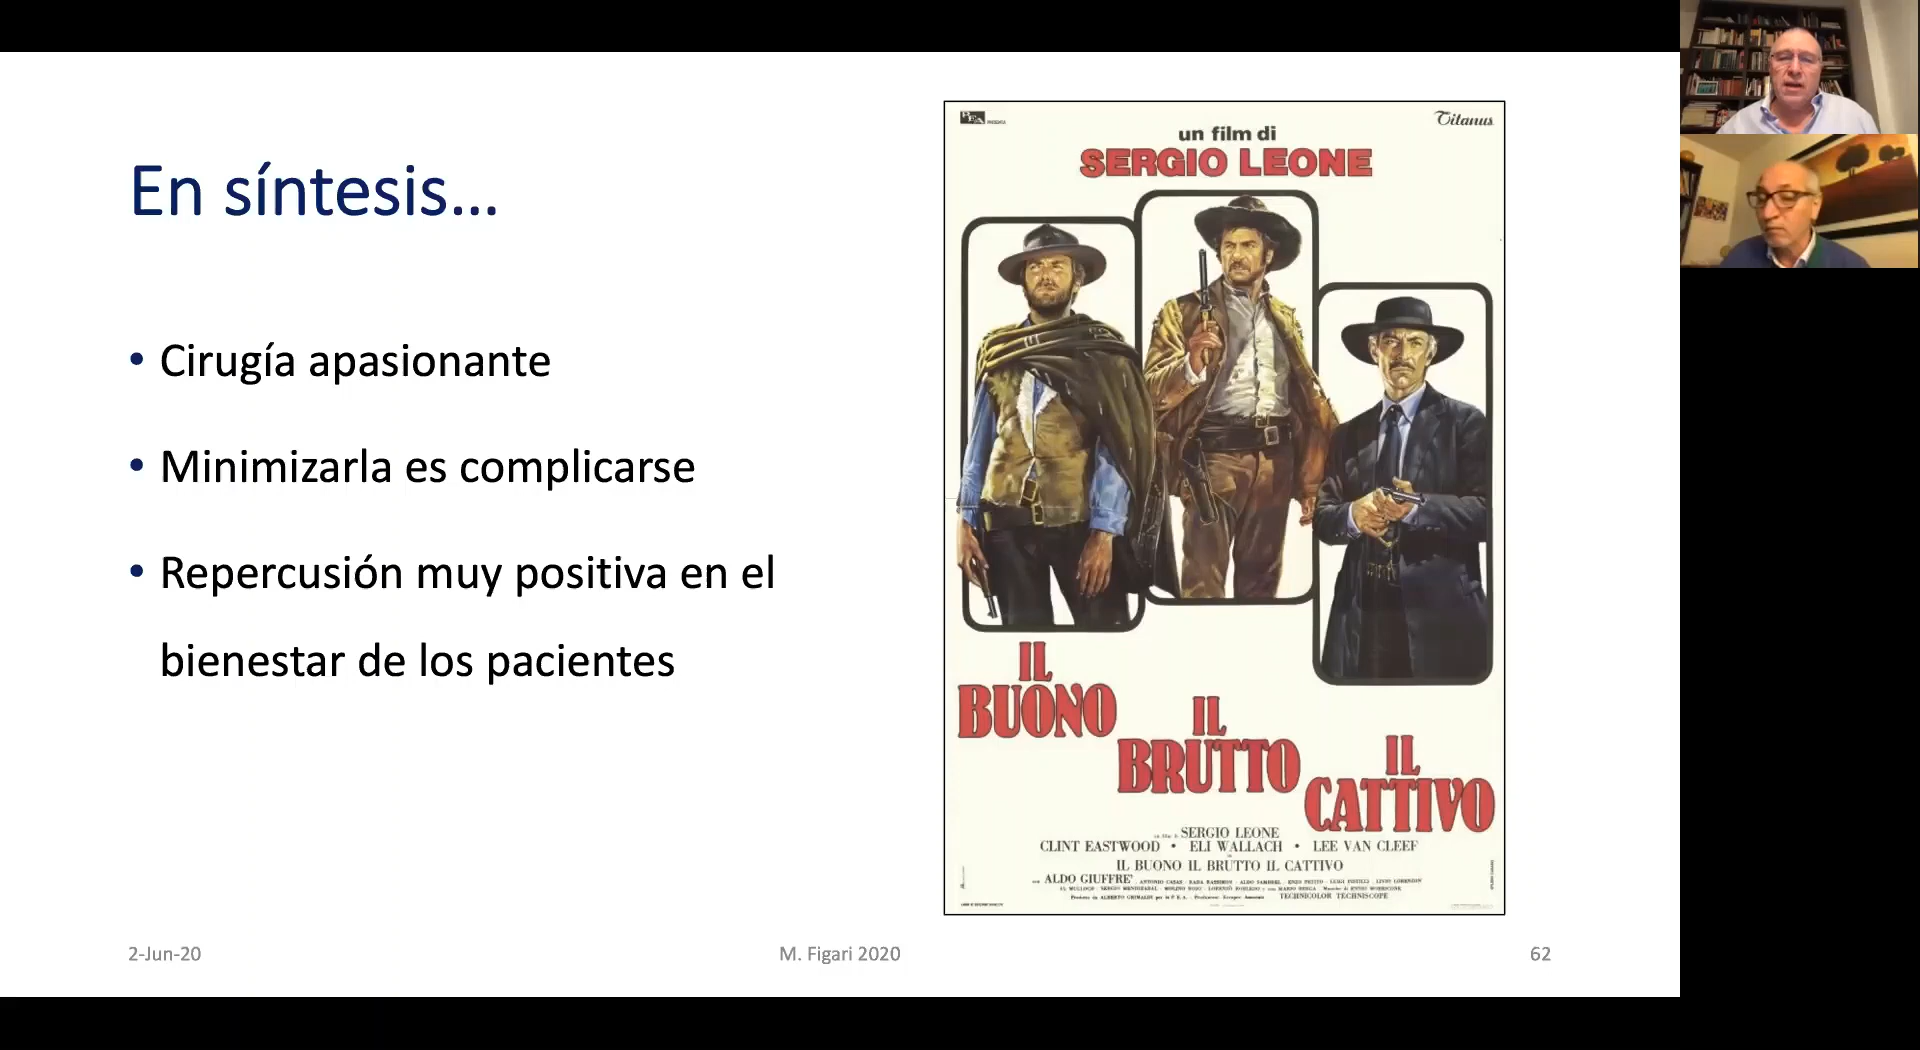 En síntesis...
• Cirugía apasionante
• Minimizarla es complicarse
• Repercusión muy positiva en el
bienestar de los pacientes
PEA
Titanus
un film di
SERGIO LEONE
IL
BUONO
IL
BRUTTO
IL
CATTIVO
SERGIO LEONE
CLINT EASTWOOD • ELI WALLACH • LEE VAN CLEEF
IL BUONO IL BRUTTO IL CATTIVO
ALDO GIUFFRE'
TECHNICOLOR TECHNISCOPE
2-Jun-20
M. Figari 2020
62